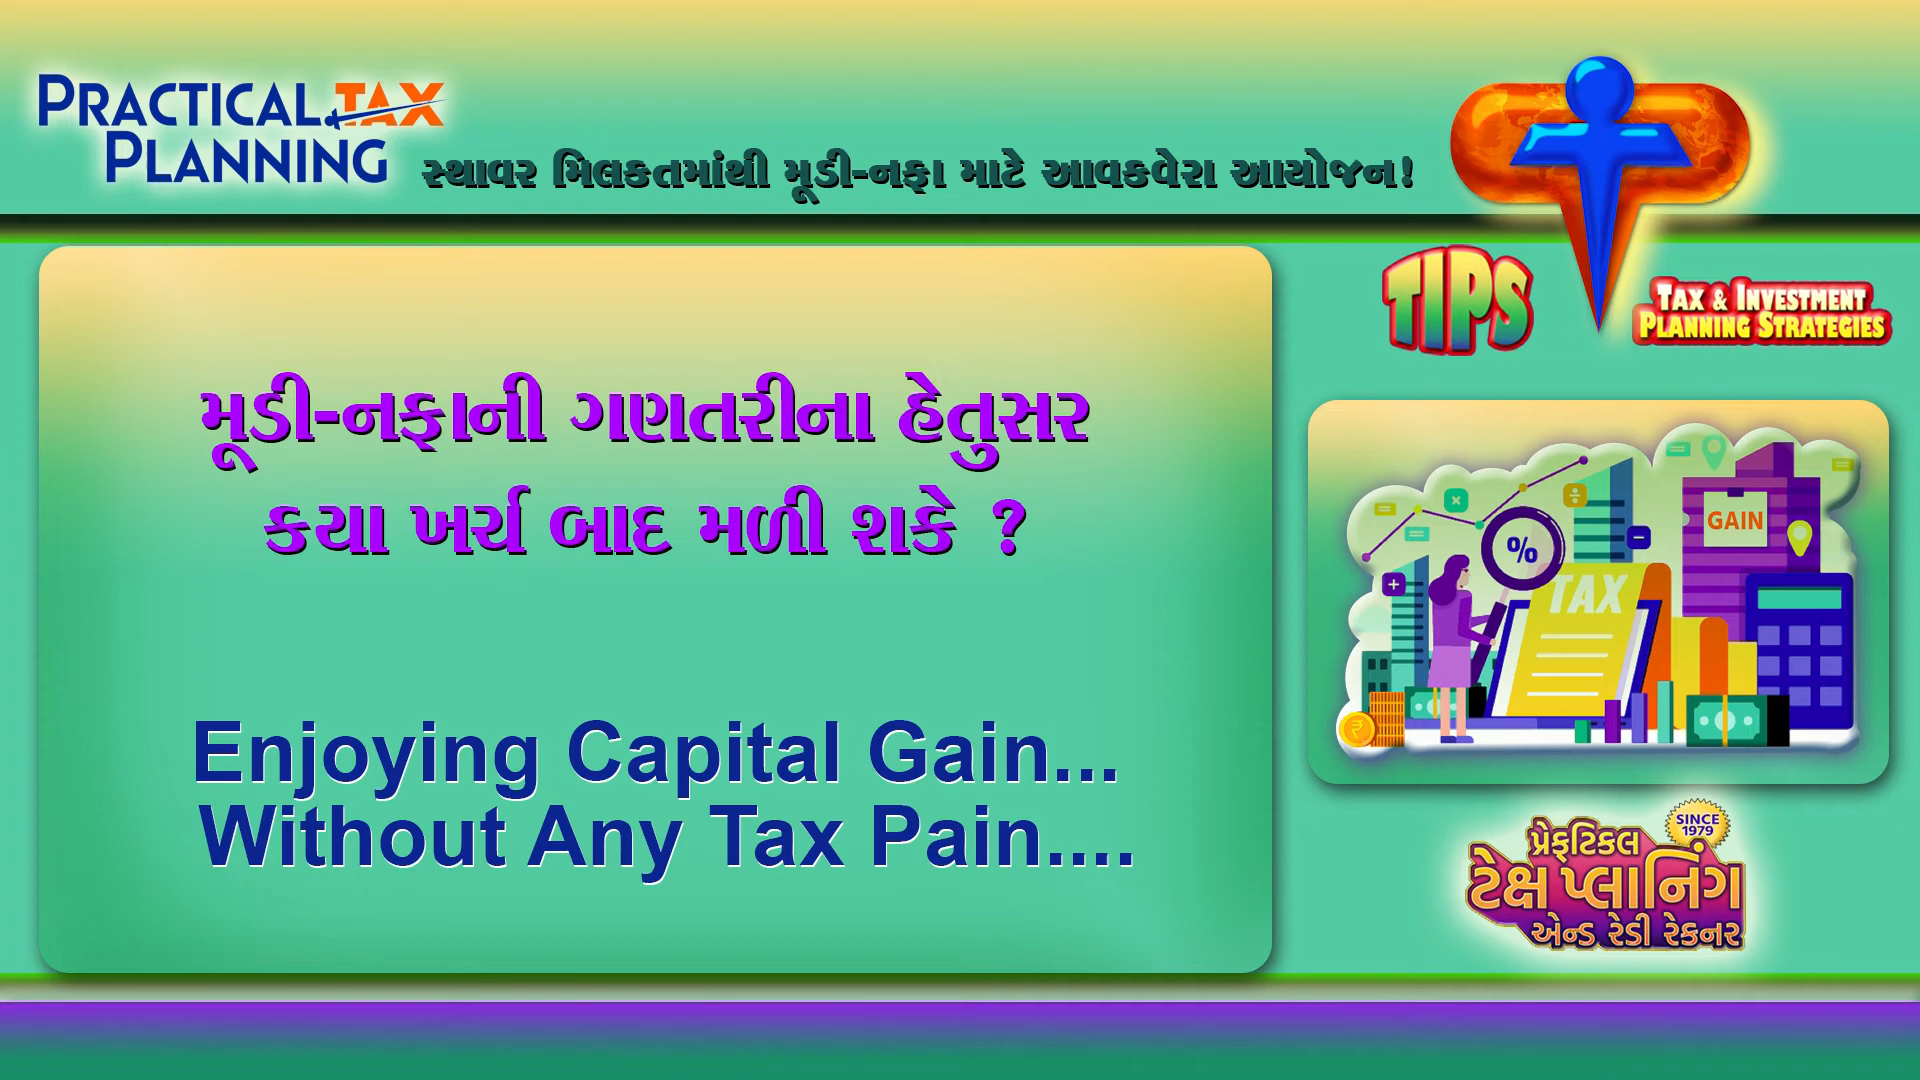 PRACTICAL TAX
PLANNING
સ્થાવર મિલકતમાંથી મૂડી-નફા માટે આવકવેરા આયોજન!
TIPS
TAX & INVESTMENT
PLANNING STRATEGIES
મૂડી-નફાની ગણતરીના હેતુસર
કયા ખર્ચ બાદ મળી શકે ?
Enjoying Capital Gain...
Without Any Tax Pain....
GAIN
%
TAX
SINCE
1979
પ્રેક્ટિકલ
ટેક્ષ પ્લાનિંગ
એન્ડ રેડી રેકનર